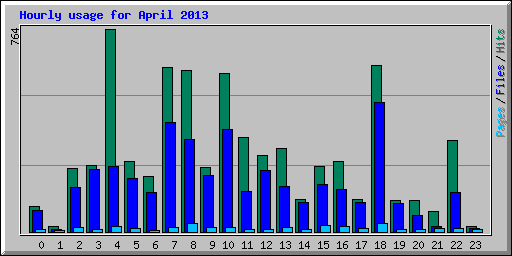 Hourly usage for April 2013
764
Pages / Files / Hits
0 1 2 3 4 5 6 7 8 9 10 11 12 13 14 15 16 17 18 19 20 21 22 23